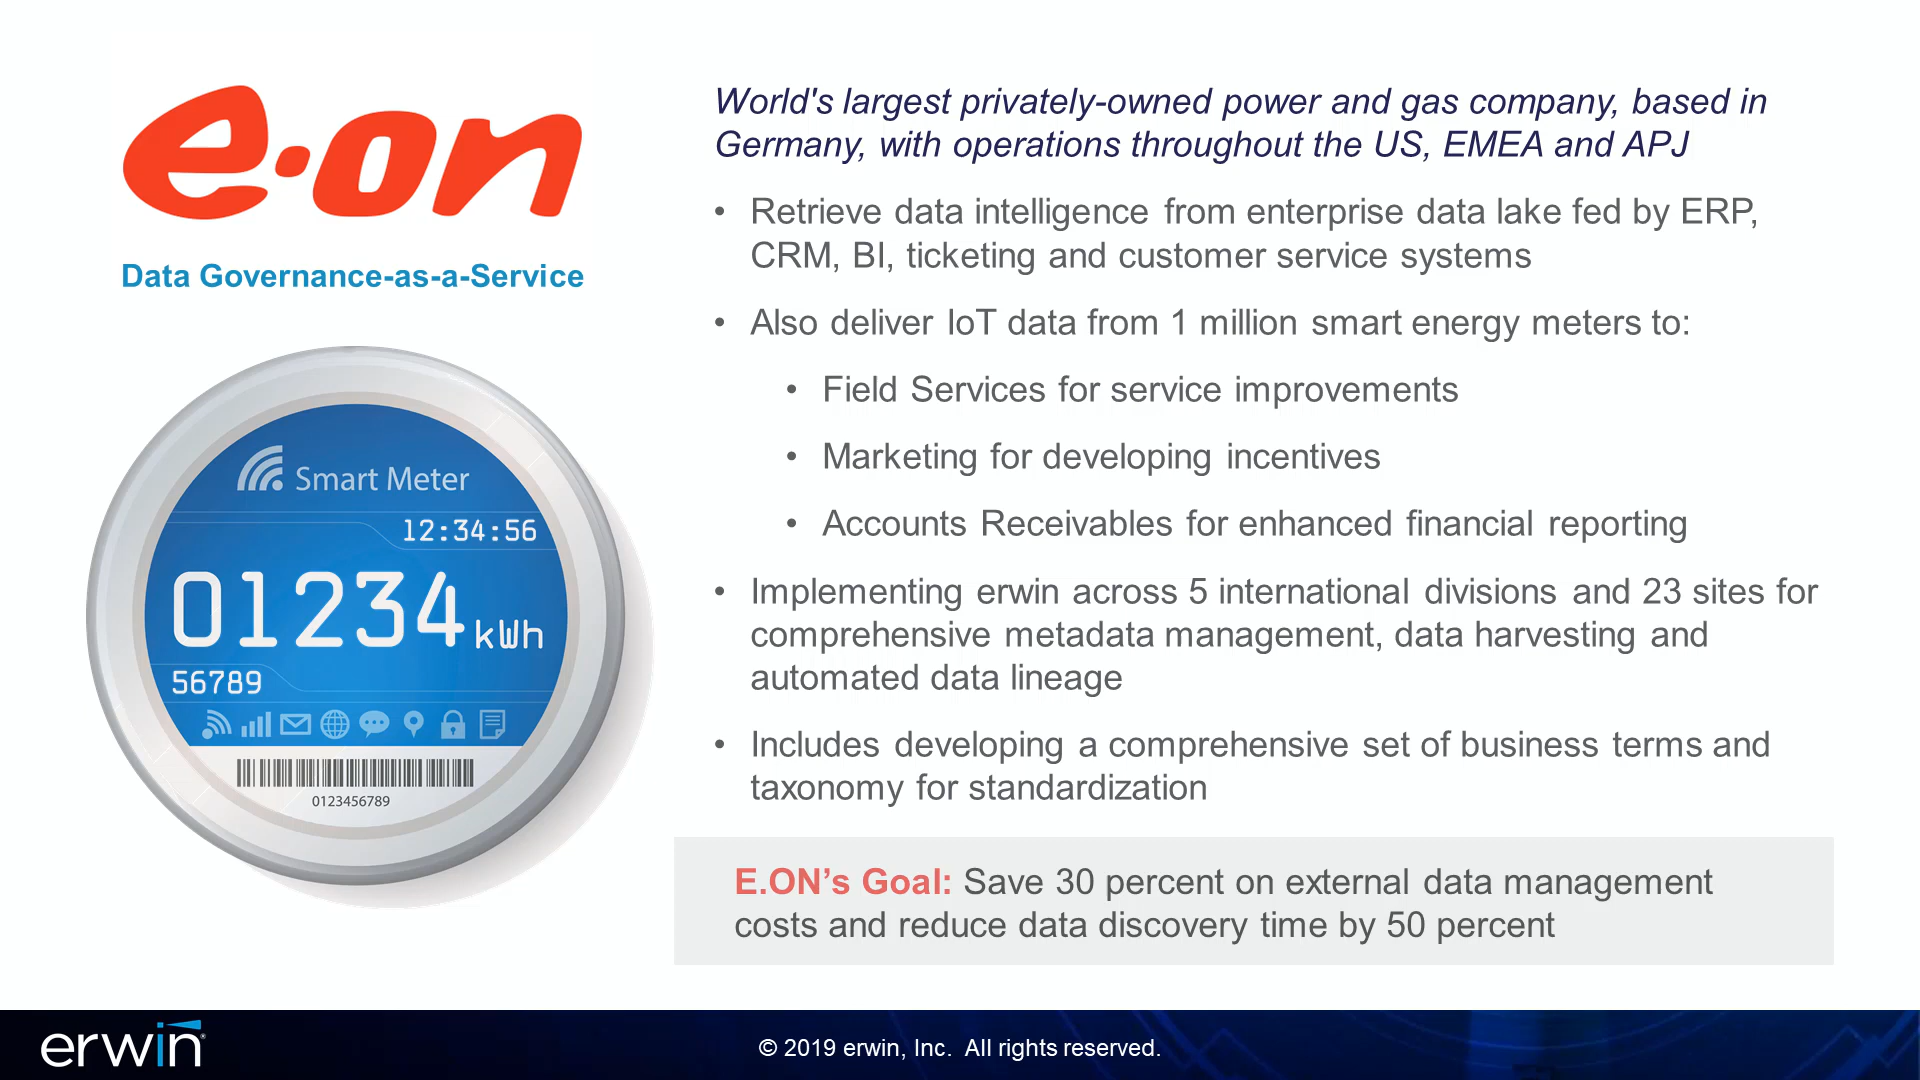 e·on
Data Governance-as-a-Service
Smart Meter
12:34:56
01234 kWh
56789
0123456789
World's largest privately-owned power and gas company, based in
Germany, with operations throughout the US, EMEA and APJ
• Retrieve data intelligence from enterprise data lake fed by ERP,
CRM, BI, ticketing and customer service systems
• Also deliver IoT data from 1 million smart energy meters to:
• Field Services for service improvements
• Marketing for developing incentives
• Accounts Receivables for enhanced financial reporting
• Implementing erwin across 5 international divisions and 23 sites for
comprehensive metadata management, data harvesting and
automated data lineage
• Includes developing a comprehensive set of business terms and
taxonomy for standardization
E.ON’s Goal: Save 30 percent on external data management
costs and reduce data discovery time by 50 percent
erwin®
© 2019 erwin, Inc. All rights reserved.